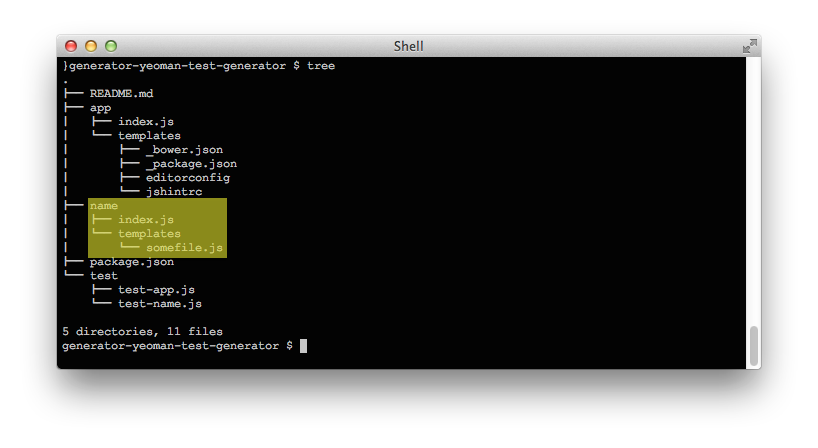 Shell
}generator-yeoman-test-generator $ tree
.
├── README.md
├── app
│   ├── index.js
│   └── templates
│       ├── _bower.json
│       ├── _package.json
│       ├── editorconfig
│       └── jshintrc
├── name
│   ├── index.js
│   └── templates
│       └── somefile.js
├── package.json
└── test
    ├── test-app.js
    └── test-name.js

5 directories, 11 files
generator-yeoman-test-generator $